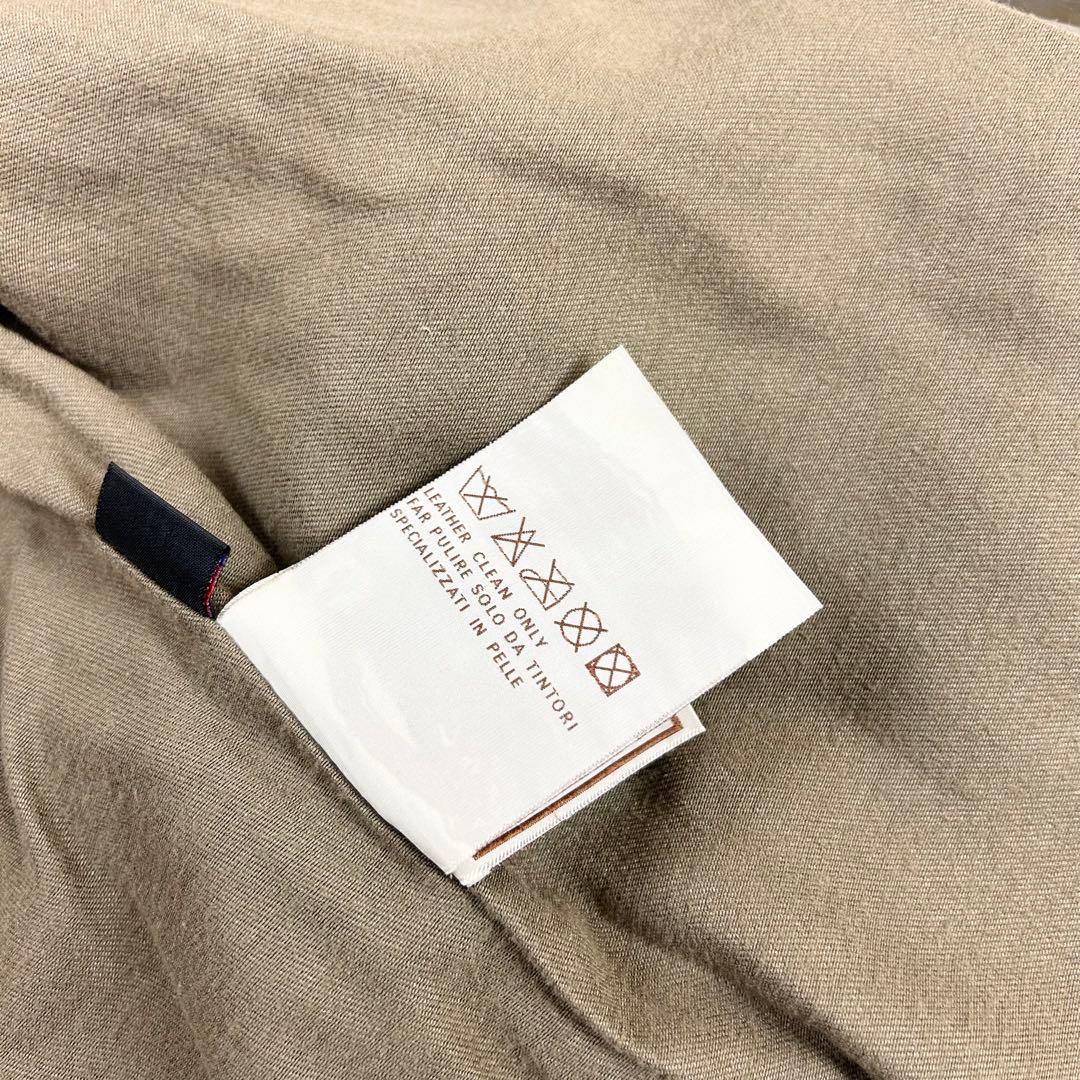 LEATHER CLEAN ONLY
FAR PULIRE SOLO DA TINTORI
SPECIALIZZATI IN PELLE